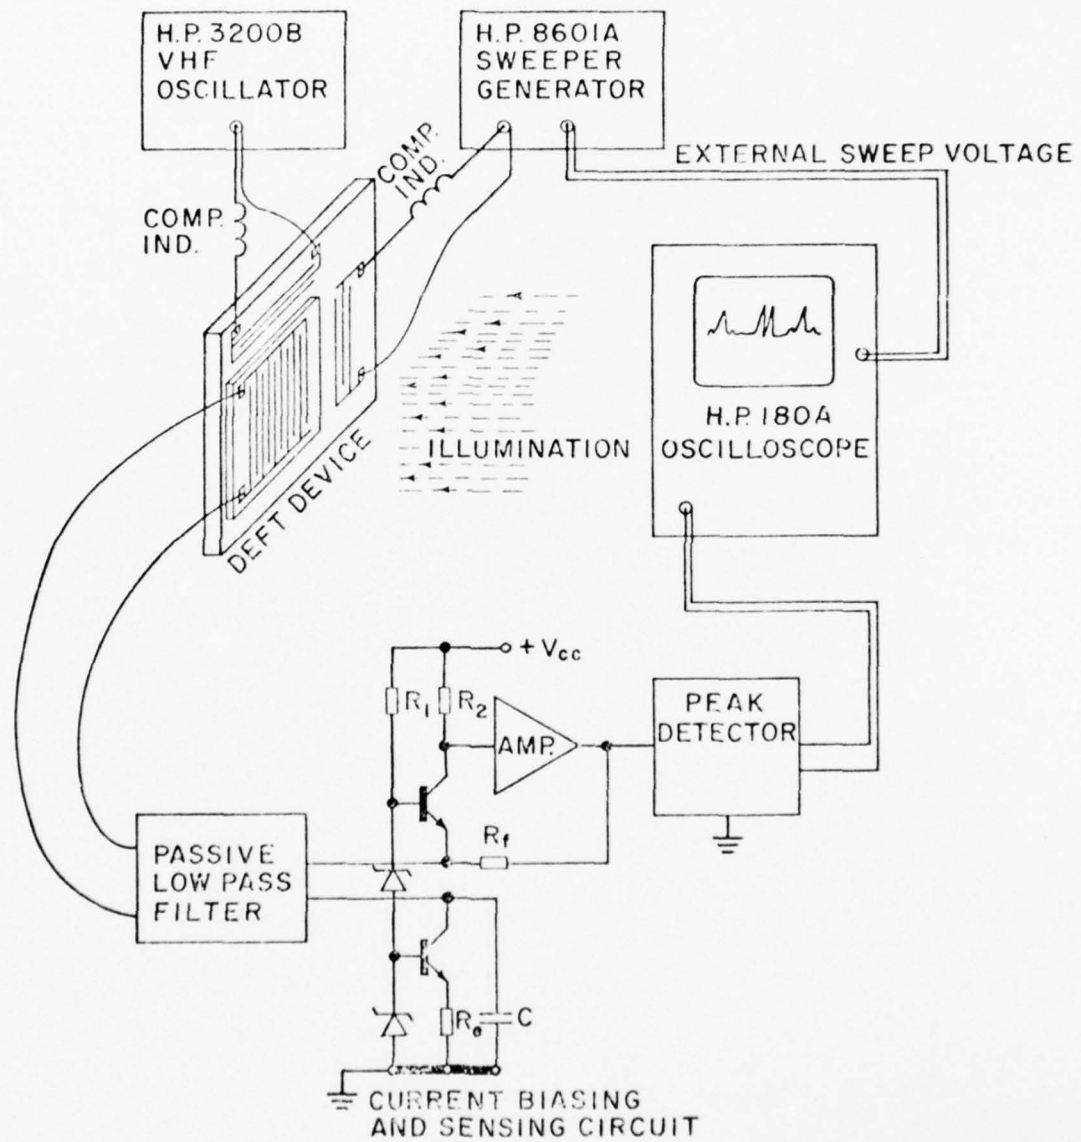 H.P. 3200B
VHF
OSCILLATOR
H.P. 8601A
SWEEPER
GENERATOR
EXTERNAL SWEEP VOLTAGE
COMP.
IND.
COMP.
IND.
DEFT DEVICE
ILLUMINATION
H.P. 180A
OSCILLOSCOPE
+ Vcc
R1
R2
AMP.
PEAK
DETECTOR
Rf
PASSIVE
LOW PASS
FILTER
Re
C
CURRENT BIASING
AND SENSING CIRCUIT